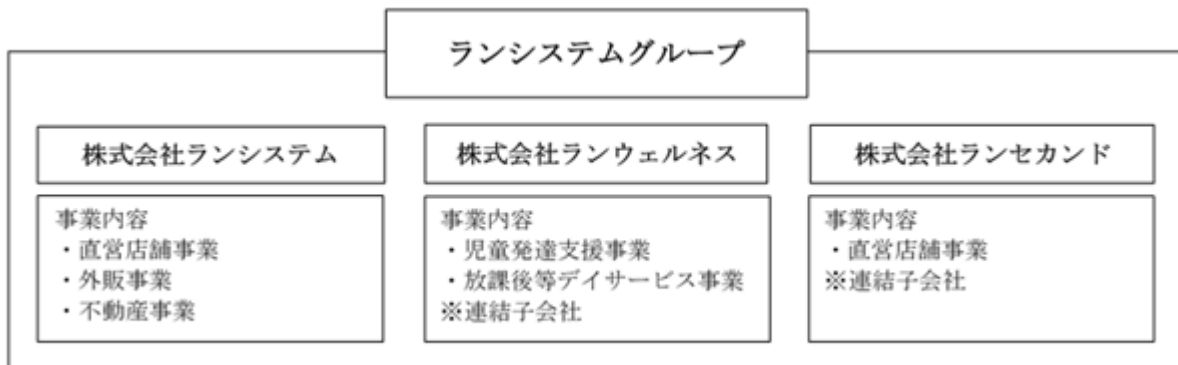 ランシステムグループ
株式会社ランシステム
事業内容
・直営店舗事業
・外販事業
・不動産事業
株式会社ランウェルネス
事業内容
・児童発達支援事業
・放課後等デイサービス事業
※連結子会社
株式会社ランセカンド
事業内容
・直営店舗事業
※連結子会社